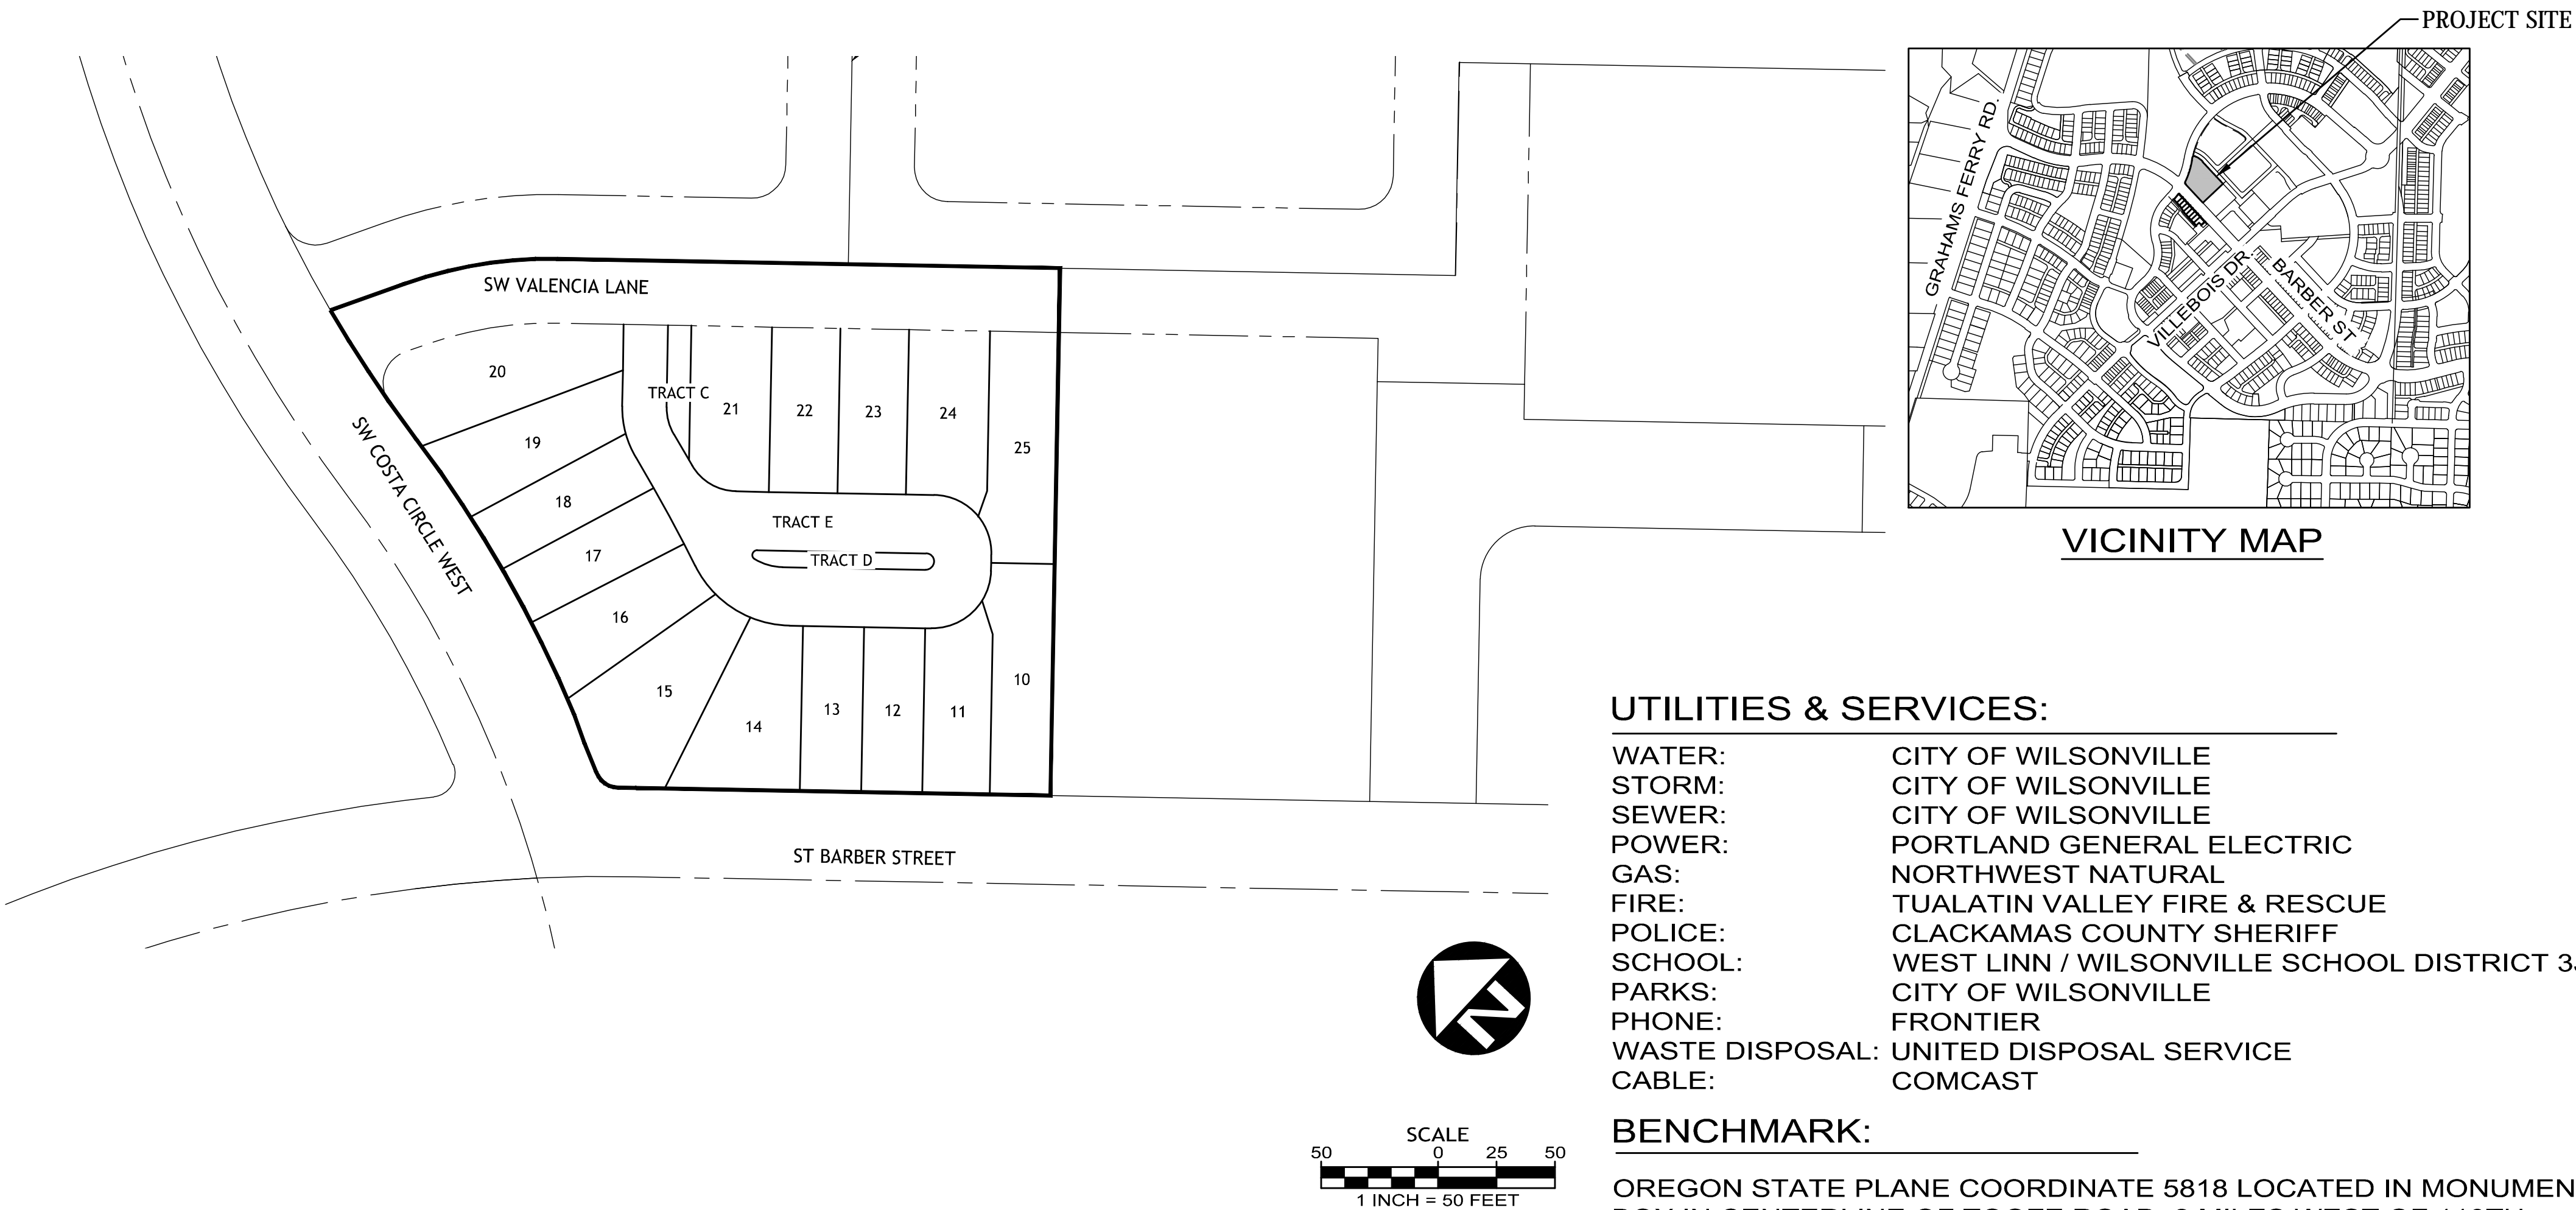 PROJECT SITE
GRAHAMS FERRY RD.
VILLEBOIS DR.
BARBER ST
VICINITY MAP
SW VALENCIA LANE
SW COSTA CIRCLE WEST
20
TRACT C
21
22
23
24
19
25
18
TRACT E
17
TRACT D
16
15
10
14
13
12
11
ST BARBER STREET
N
SCALE
50 0 25 50
1 INCH = 50 FEET
UTILITIES & SERVICES:
WATER: CITY OF WILSONVILLE
STORM: CITY OF WILSONVILLE
SEWER: CITY OF WILSONVILLE
POWER: PORTLAND GENERAL ELECTRIC
GAS: NORTHWEST NATURAL
FIRE: TUALATIN VALLEY FIRE & RESCUE
POLICE: CLACKAMAS COUNTY SHERIFF
SCHOOL: WEST LINN / WILSONVILLE SCHOOL DISTRICT
PARKS: CITY OF WILSONVILLE
PHONE: FRONTIER
WASTE DISPOSAL: UNITED DISPOSAL SERVICE
CABLE: COMCAST
BENCHMARK:
OREGON STATE PLANE COORDINATE 5818 LOCATED IN MONUMEN